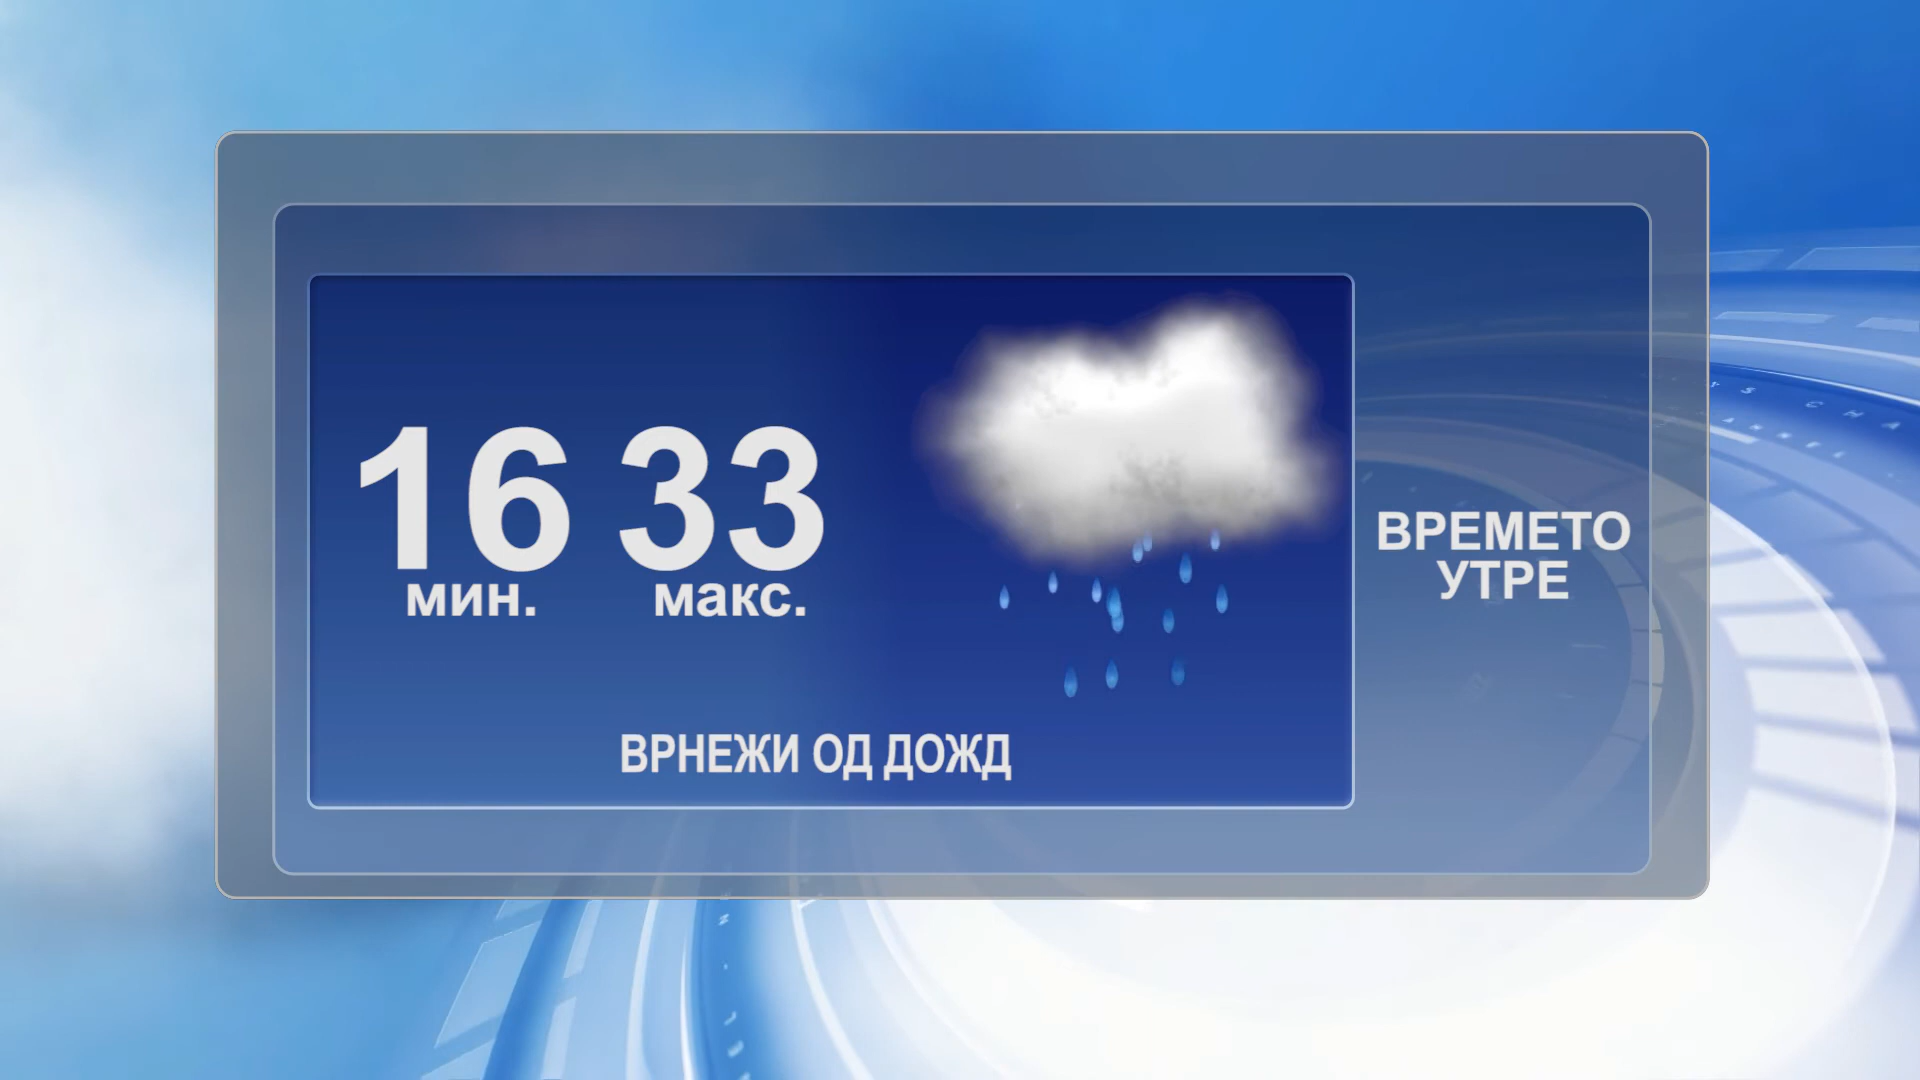 16 33
мин. макс.
ВРНЕЖИ ОД ДОЖД
ВРЕМЕТО
УТРЕ